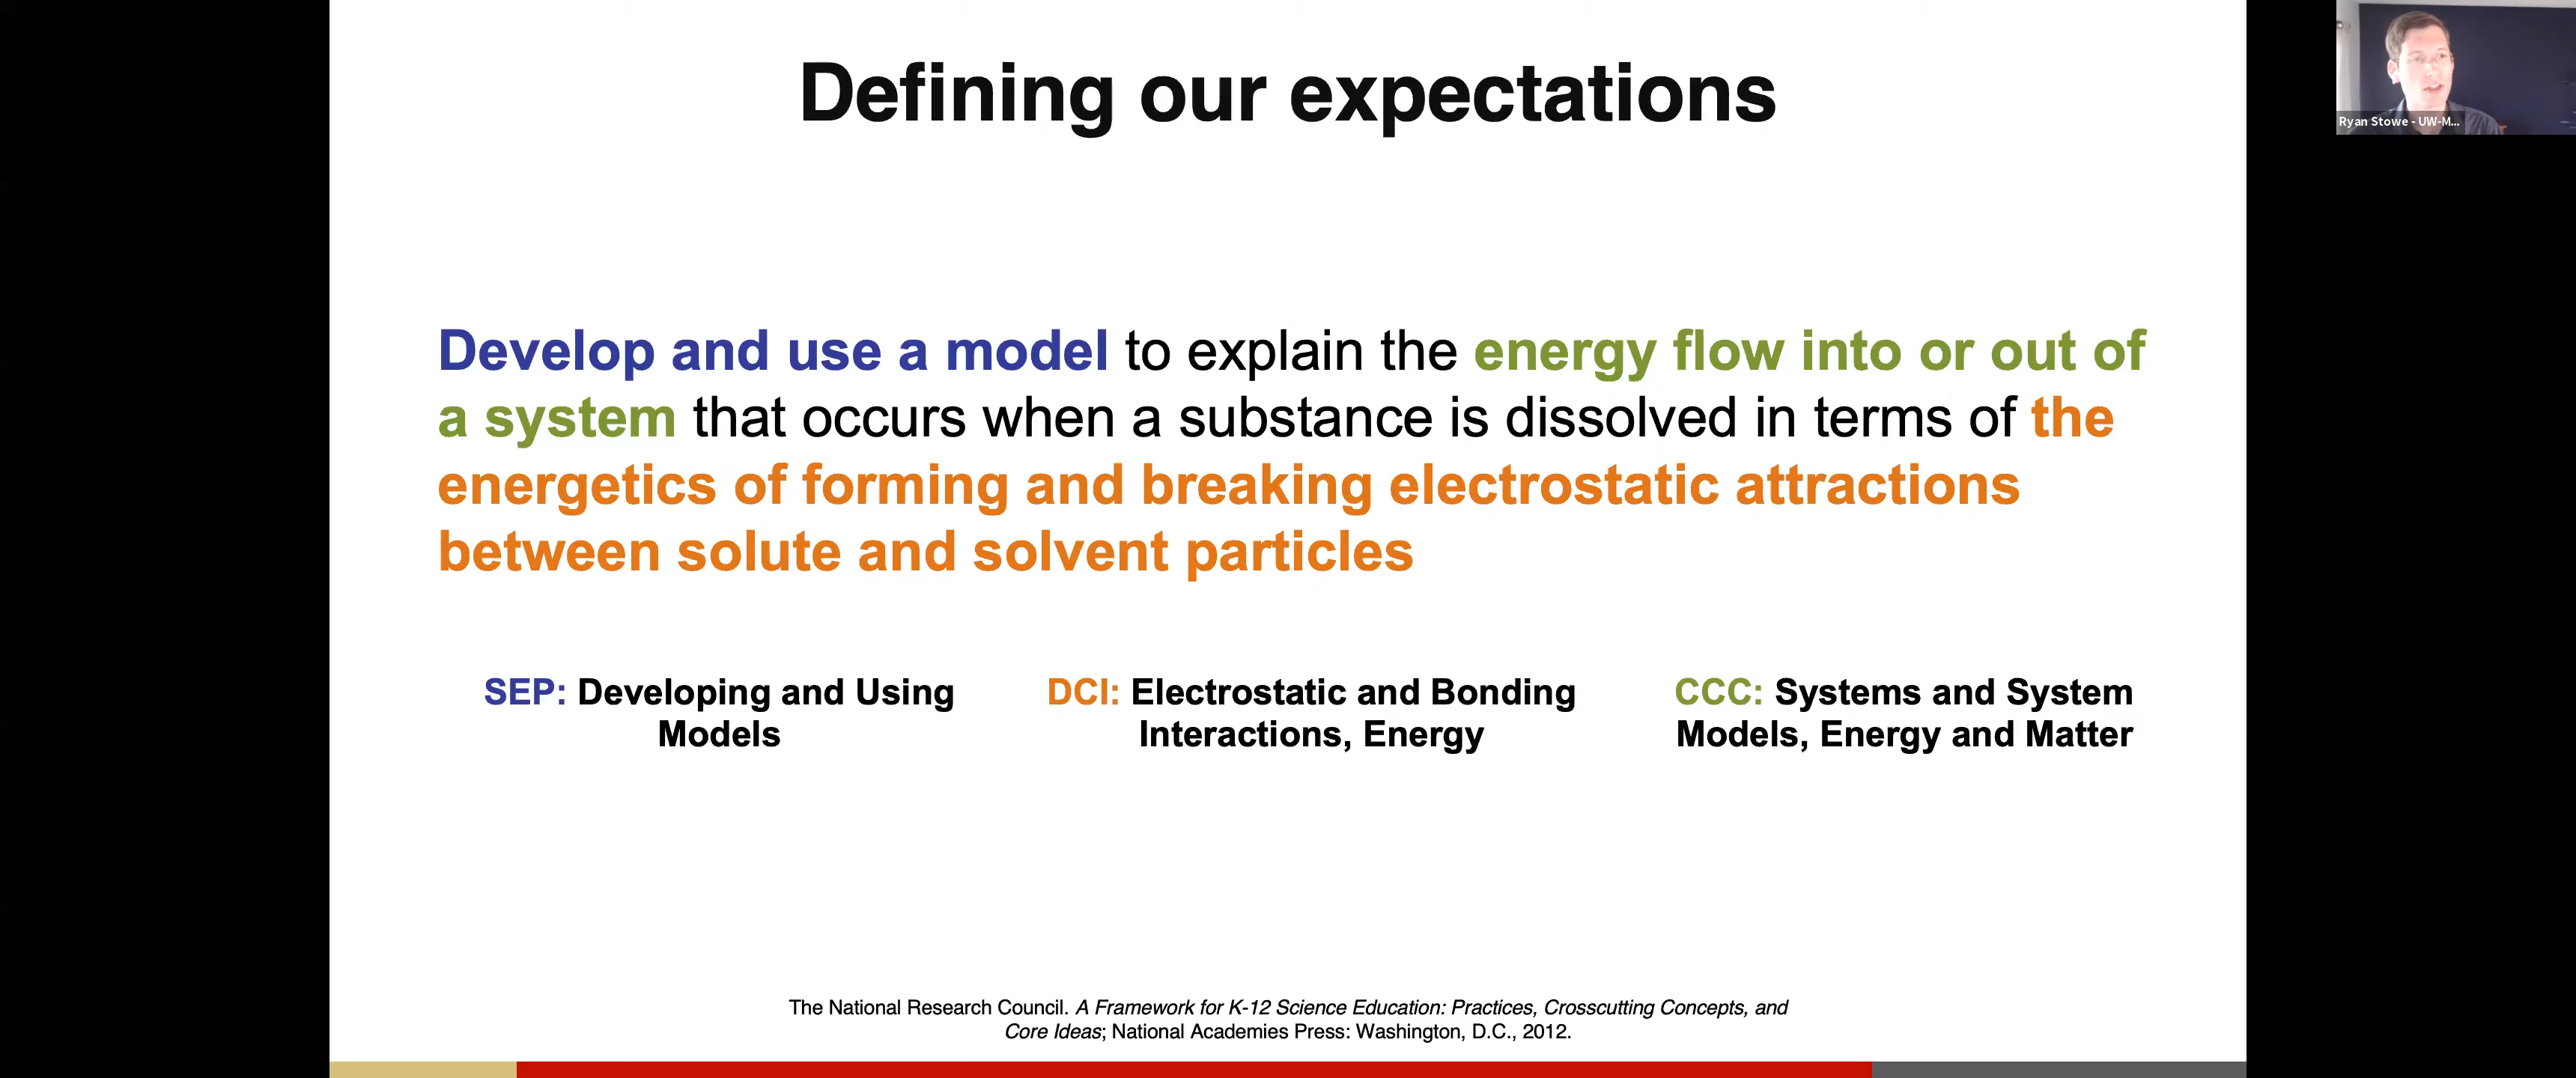 Defining our expectations
Ryan Stowe - UW-M...
Develop and use a model to explain the energy flow into or out of
a system that occurs when a substance is dissolved in terms of the
energetics of forming and breaking electrostatic attractions
between solute and solvent particles
SEP: Developing and Using
Models
DCI: Electrostatic and Bonding
Interactions, Energy
CCC: Systems and System
Models, Energy and Matter
The National Research Council. A Framework for K-12 Science Education: Practices, Crosscutting Concepts, and
Core Ideas; National Academies Press: Washington, D.C., 2012.